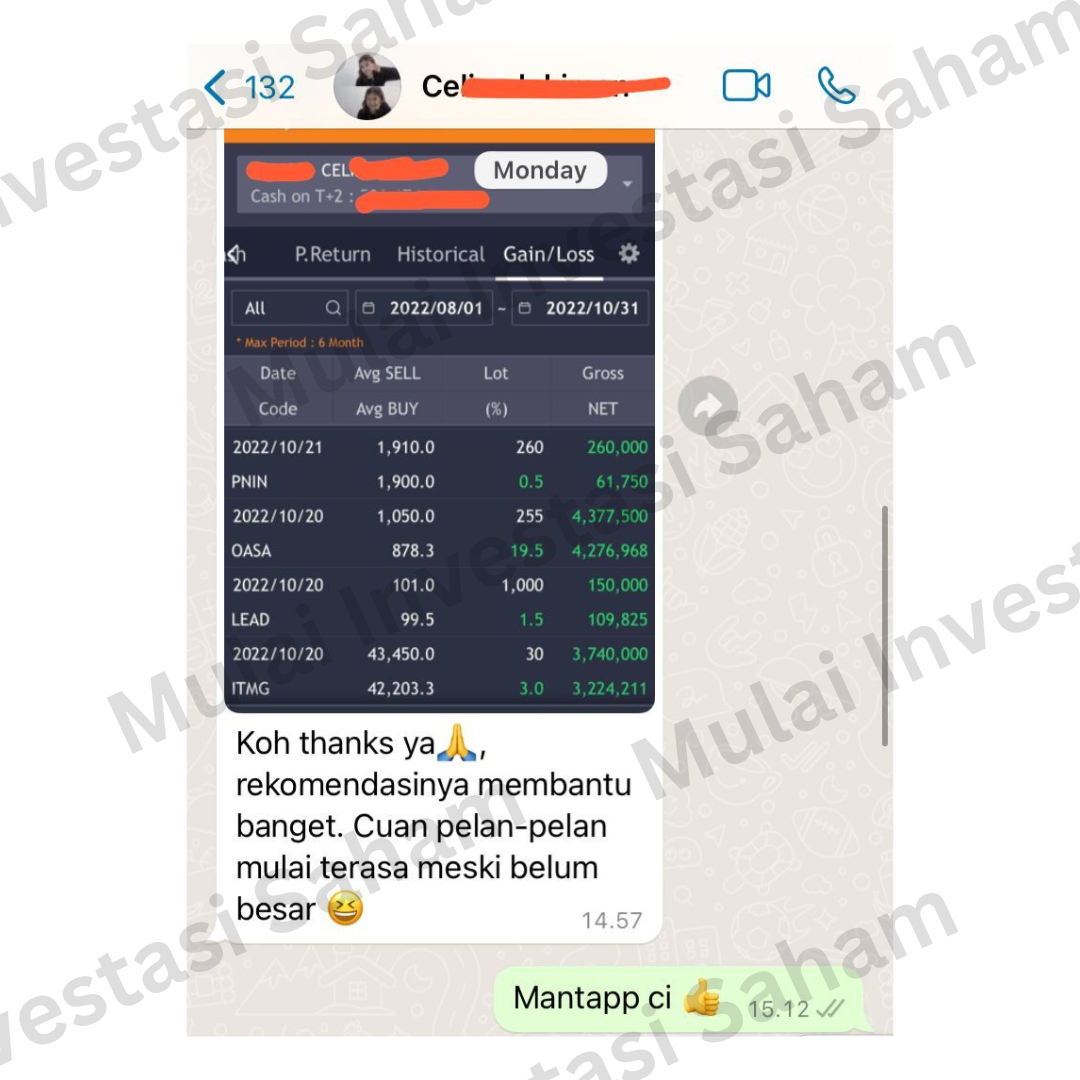 132
Monday
CEL
Cash on T+2 :
P.Return Historical Gain/Loss
All 2022/08/01 ~ 2022/10/31
* Max Period : 6 Month
Date Avg SELL Lot Gross
Code Avg BUY (%) NET
2022/10/21 1,910.0 260 260,000
PNIN 1,900.0 0.5 61,750
2022/10/20 1,050.0 255 4,377,500
OASA 878.3 19.5 4,276,968
2022/10/20 101.0 1,000 150,000
LEAD 99.5 1.5 109,825
2022/10/20 43,450.0 30 3,740,000
ITMG 42,203.3 3.0 3,224,211
Koh thanks ya🙏,
rekomendasinya membantu
banget. Cuan pelan-pelan
mulai terasa meski belum
besar 😆
14.57
Mantapp ci 👍
15.12
Mulai Investasi Saham